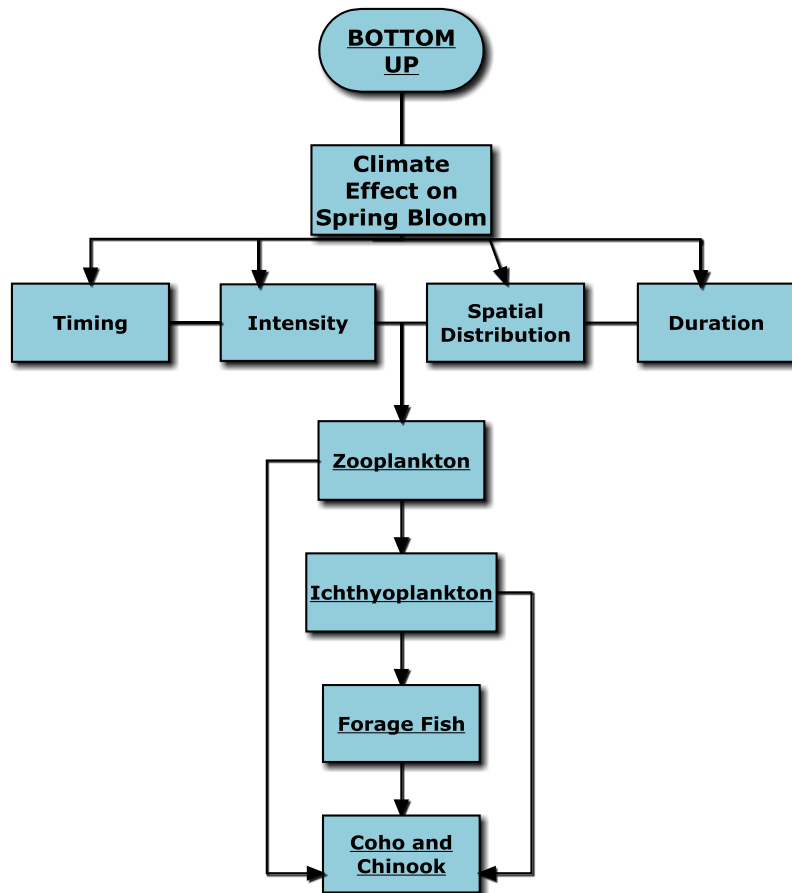 BOTTOM
UP
Climate
Effect on
Spring Bloom
Timing
Intensity
Spatial
Distribution
Duration
Zooplankton
Ichthyoplankton
Forage Fish
Coho and
Chinook